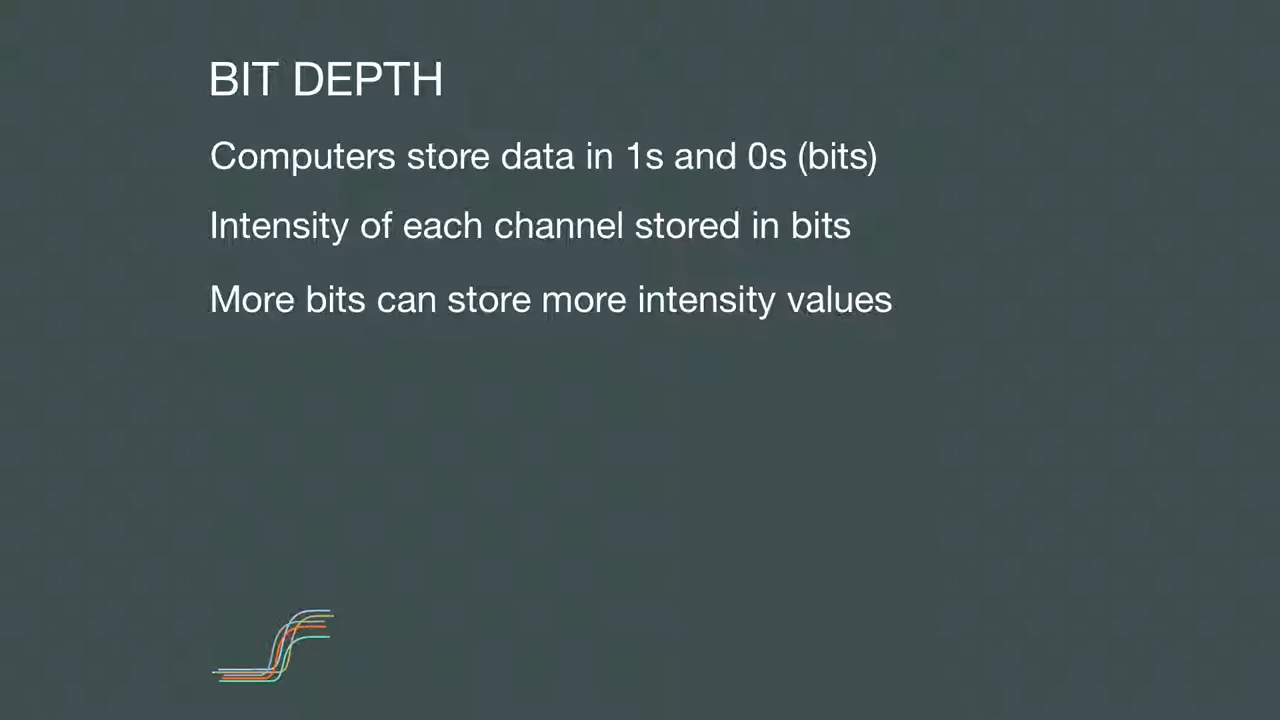 BIT DEPTH
Computers store data in 1s and 0s (bits)
Intensity of each channel stored in bits
More bits can store more intensity values